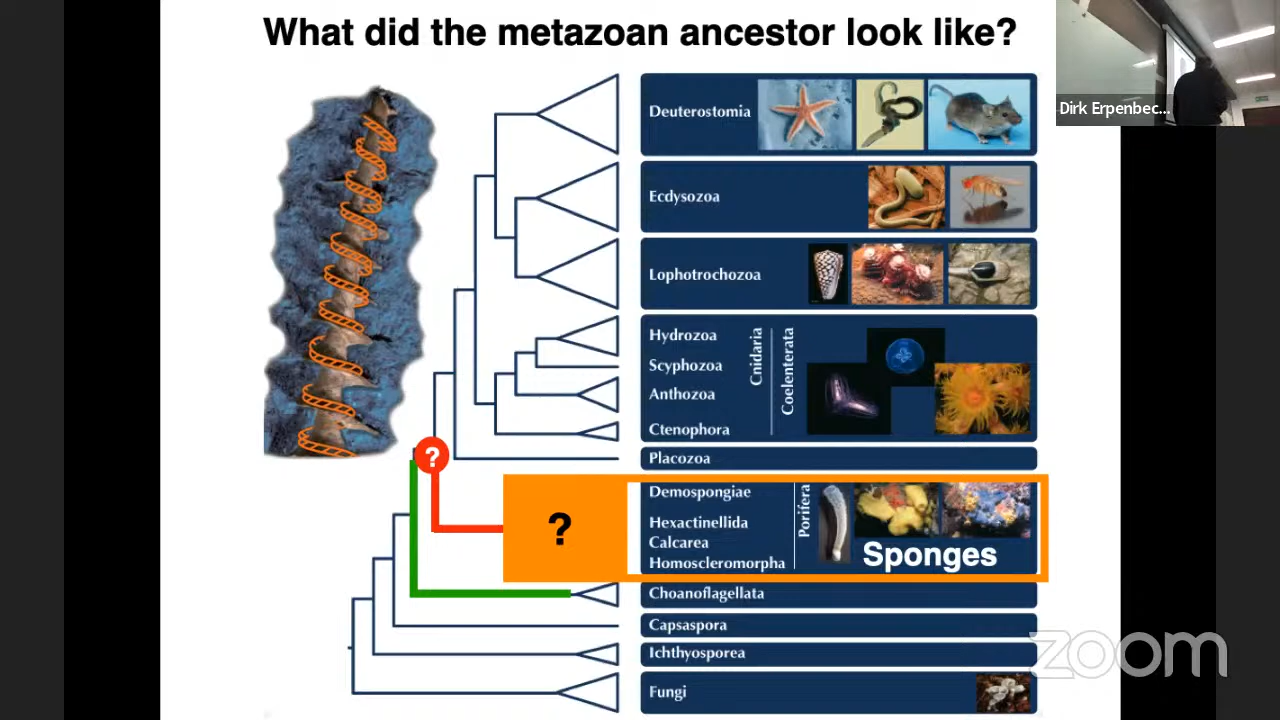 What did the metazoan ancestor look like?
Dirk Erpenbec...
Deuterostomia
Ecdysozoa
Lophotrochozoa
Hydrozoa
Scyphozoa
Anthozoa
Ctenophora
Cnidaria
Coelenterata
Placozoa
?
?
Demospongiae
Hexactinellida
Calcarea
Homoscleromorpha
Porifera
Sponges
Choanoflagellata
Capsaspora
Ichthyosporea
Fungi
zoom